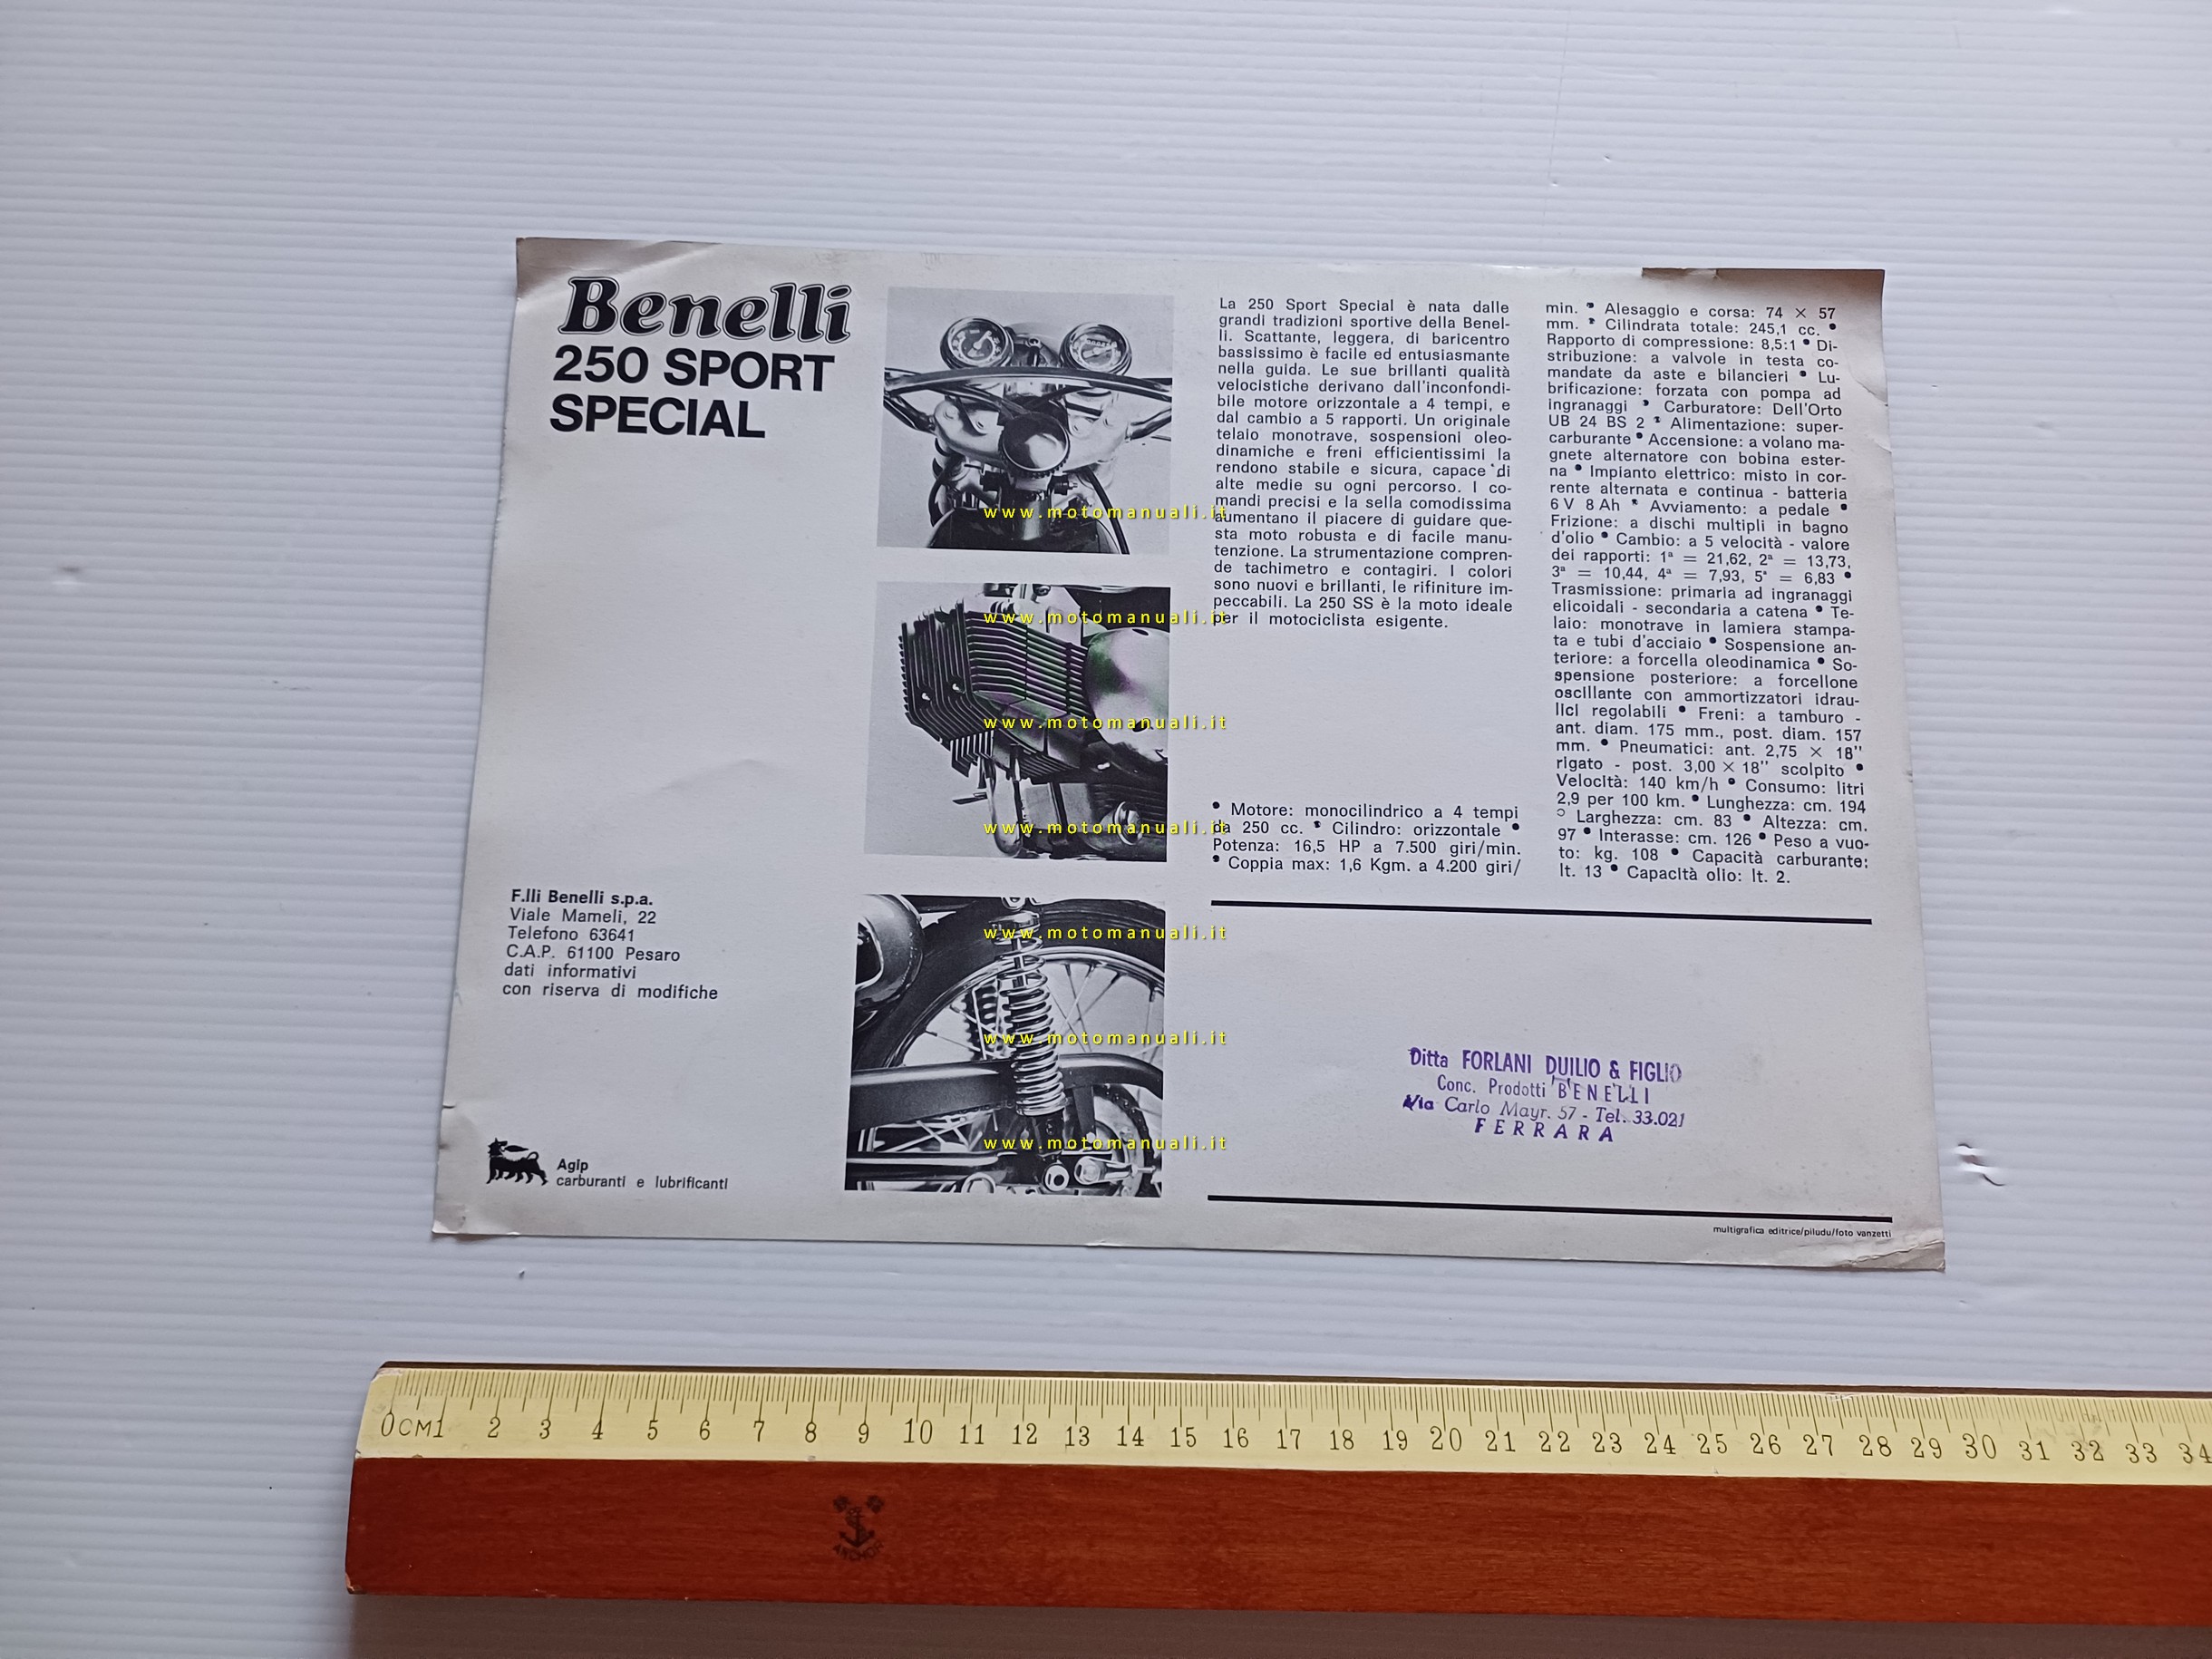 Benelli
250 SPORT
SPECIAL
F.lli Benelli s.p.a.
Viale Mameli, 22
Telefono 63641
C.A.P. 61100 Pesaro
dati informativi
con riserva di modifiche
Agip
carburanti e lubrificanti
La 250 Sport Special è nata dalle
grandi tradizioni sportive della Benel-
li. Scattante, leggera, di baricentro
bassissimo è facile ed entusiasmante
nella guida. Le sue brillanti qualità
velocistiche derivano dall'inconfondi-
bile motore orizzontale a 4 tempi, e
dal cambio a 5 rapporti. Un originale
telaio monotrave, sospensioni oleo-
dinamiche e freni efficientissimi la
rendono stabile e sicura, capace di
alte medie su ogni percorso. I co-
mandi precisi e la sella comodissima
aumentano il piacere di guidare que-
sta moto robusta e di facile manu-
tenzione. La strumentazione compren-
de tachimetro e contagiri. I colori
sono nuovi e brillanti, le rifiniture im-
peccabili. La 250 SS è la moto ideale
per il motociclista esigente.
• Motore: monocilindrico a 4 tempi
da 250 cc. • Cilindro: orizzontale •
Potenza: 16,5 HP a 7.500 giri/min.
• Coppia max: 1,6 Kgm. a 4.200 giri/
min. • Alesaggio e corsa: 74 × 57
mm. • Cilindrata totale: 245,1 cc. •
Rapporto di compressione: 8,5:1 • Di-
stribuzione: a valvole in testa co-
mandate da aste e bilancieri • Lu-
brificazione: forzata con pompa ad
ingranaggi • Carburatore: Dell'Orto
UB 24 BS 2 • Alimentazione: super-
carburante • Accensione: a volano ma-
gnete alternatore con bobina ester-
na • Impianto elettrico: misto in cor-
rente alternata e continua - batteria
6 V 8 Ah • Avviamento: a pedale •
Frizione: a dischi multipli in bagno
d'olio • Cambio: a 5 velocità - valore
dei rapporti: 1ª = 21,62, 2ª = 13,73,
3ª = 10,44, 4ª = 7,93, 5ª = 6,83 •
Trasmissione: primaria ad ingranaggi
elicoidali - secondaria a catena • Te-
laio: monotrave in lamiera stampa-
ta e tubi d'acciaio • Sospensione an-
teriore: a forcella oleodinamica • So-
spensione posteriore: a forcellone
oscillante con ammortizzatori idrau-
lici regolabili • Freni: a tamburo -
ant. diam. 175 mm., post. diam. 157
mm. • Pneumatici: ant. 2,75 × 18''
rigato - post. 3,00 × 18'' scolpito •
Velocità: 140 km/h • Consumo: litri
2,9 per 100 km. • Lunghezza: cm. 194
• Larghezza: cm. 83 • Altezza: cm.
97 • Interasse: cm. 126 • Peso a vuo-
to: kg. 108 • Capacità carburante:
lt. 13 • Capacità olio: lt. 2.
Ditta FORLANI DUILIO & FIGLIO
Conc. Prodotti BENELLI
Via Carlo Mayr. 57 - Tel. 33.021
FERRARA
multigrafica editrice/piludu/foto vanzetti
www.motomanuali.it
www.motomanuali.it
www.motomanuali.it
www.motomanuali.it
www.motomanuali.it
www.motomanuali.it
www.motomanuali.it
0 CM 1 2 3 4 5 6 7 8 9 10 11 12 13 14 15 16 17 18 19 20 21 22 23 24 25 26 27 28 29 30 31 32 33 34
ANCHOR